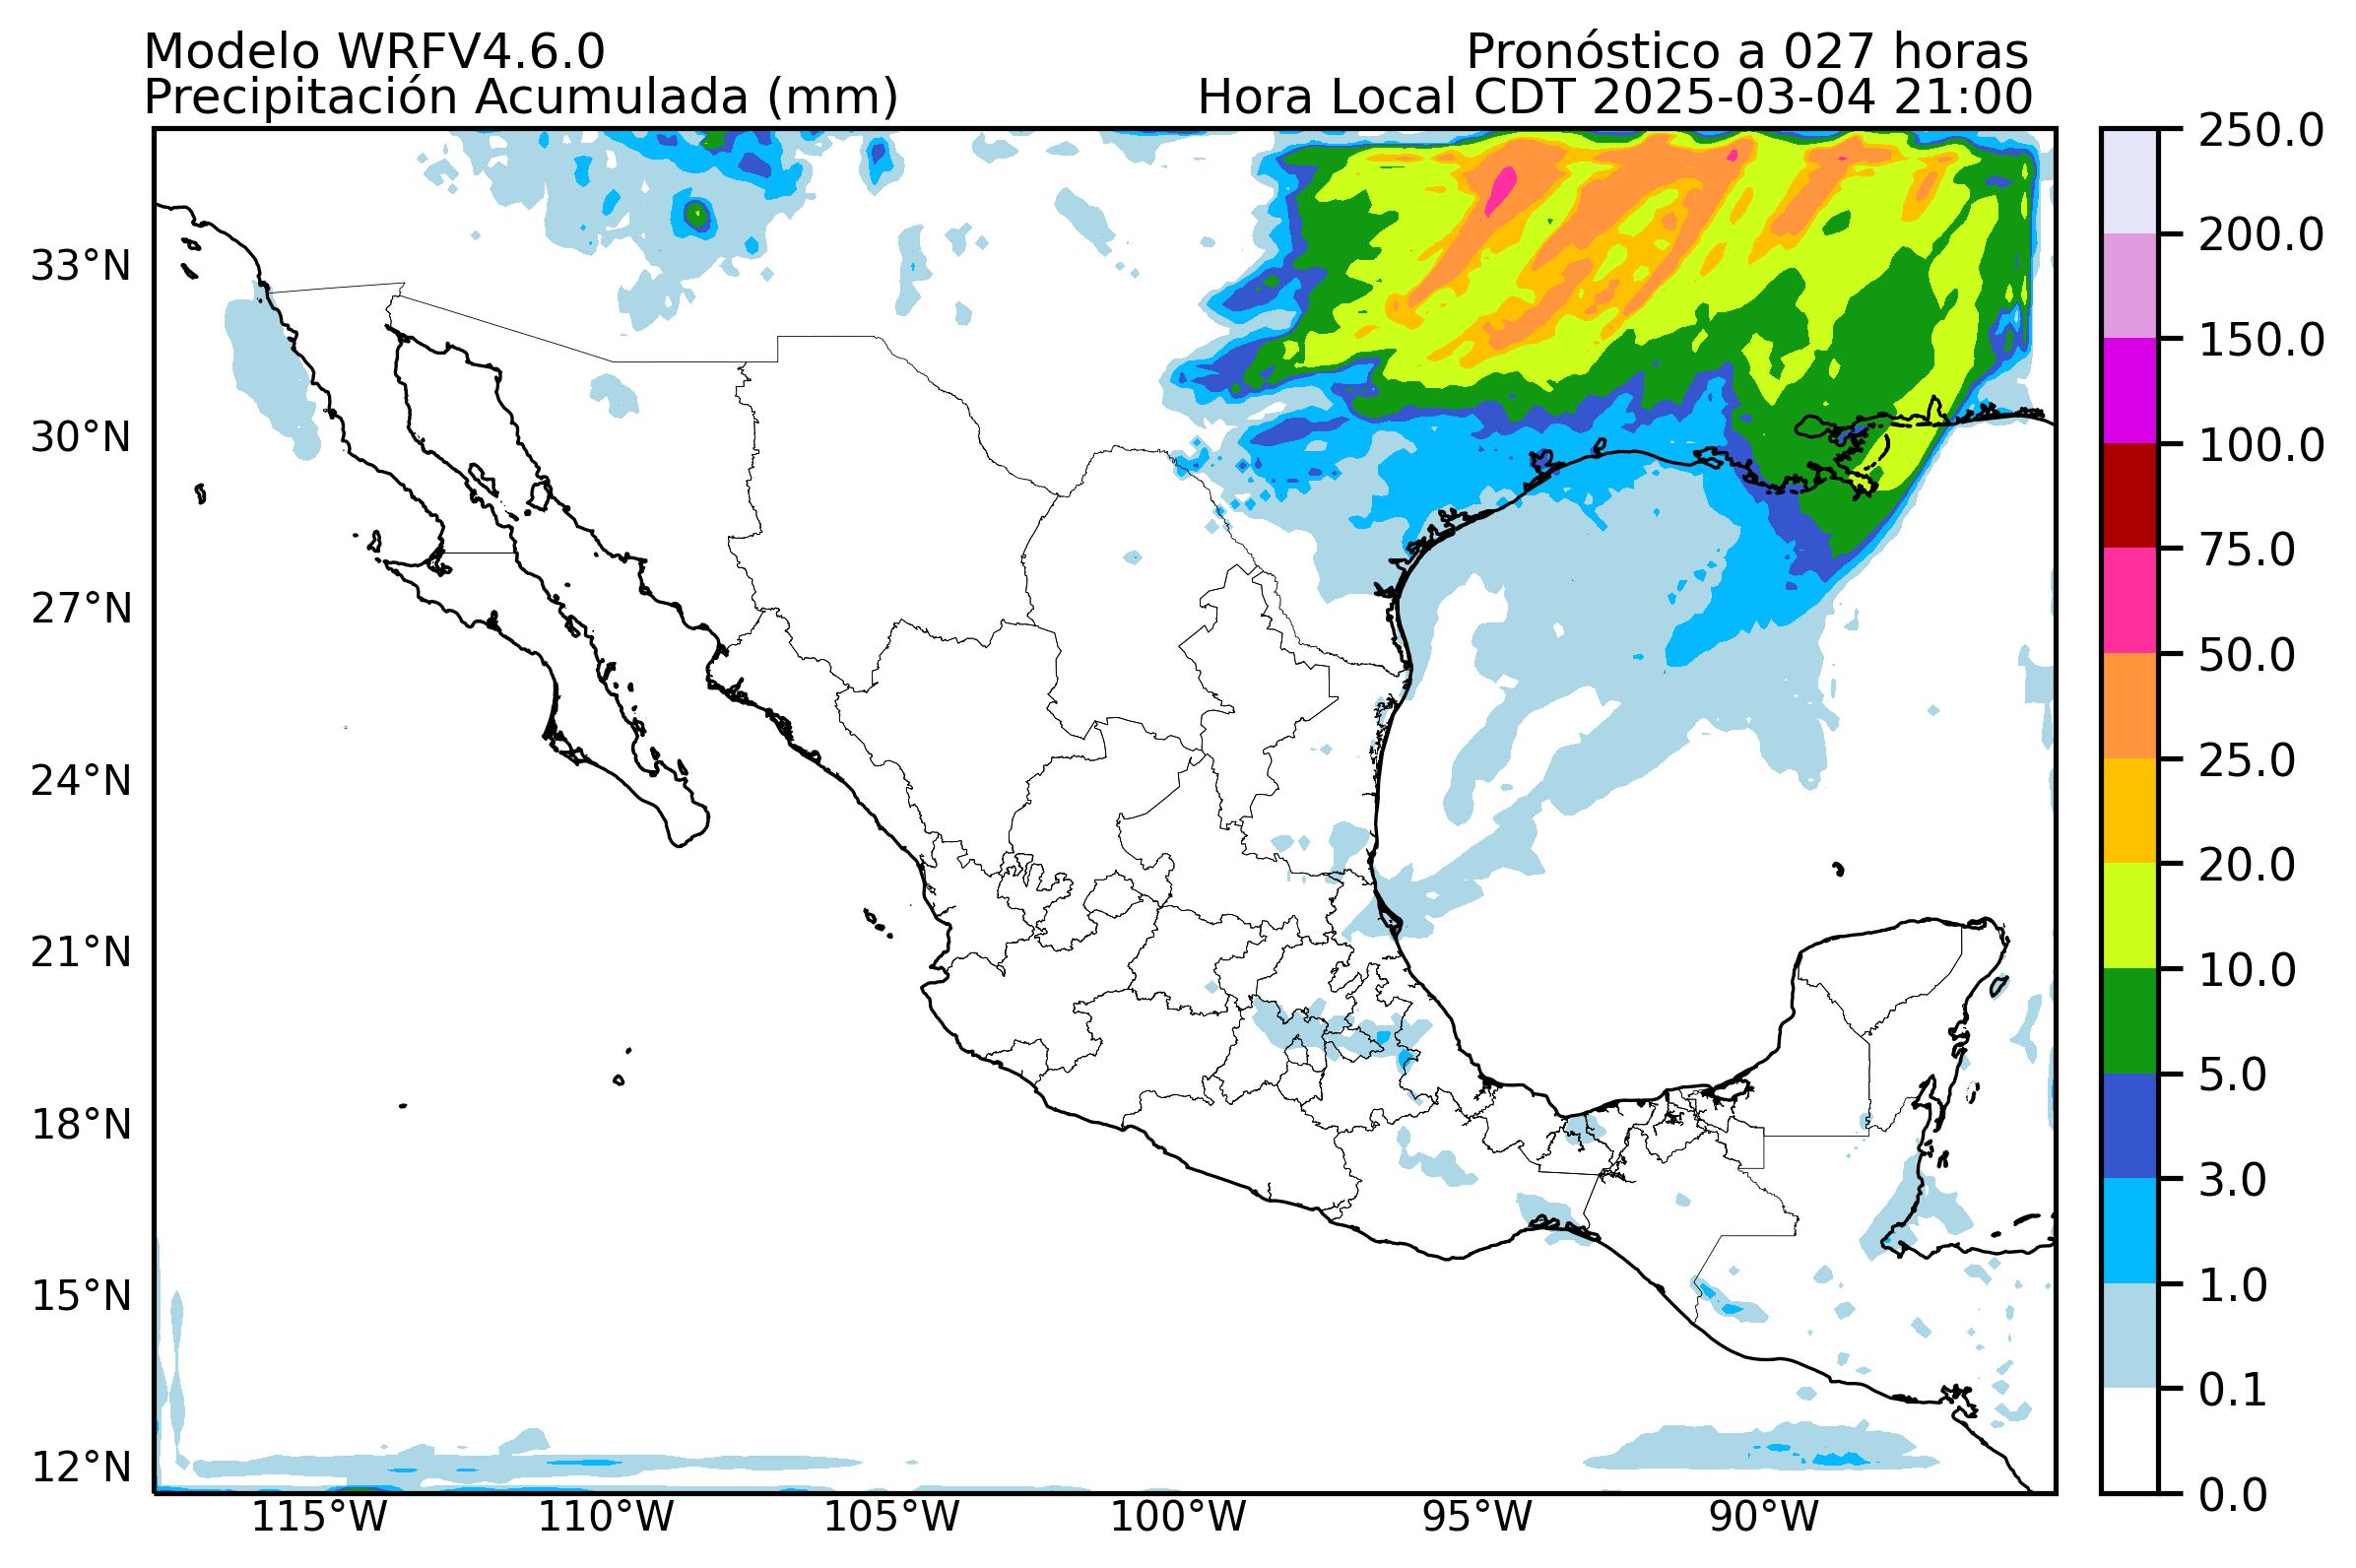 Modelo WRFV4.6.0
Pronóstico a 027 horas
Precipitación Acumulada (mm)
Hora Local CDT 2025-03-04 21:00
33°N
30°N
27°N
24°N
21°N
18°N
15°N
12°N
115°W
110°W
105°W
100°W
95°W
90°W
250.0
200.0
150.0
100.0
75.0
50.0
25.0
20.0
10.0
5.0
3.0
1.0
0.1
0.0